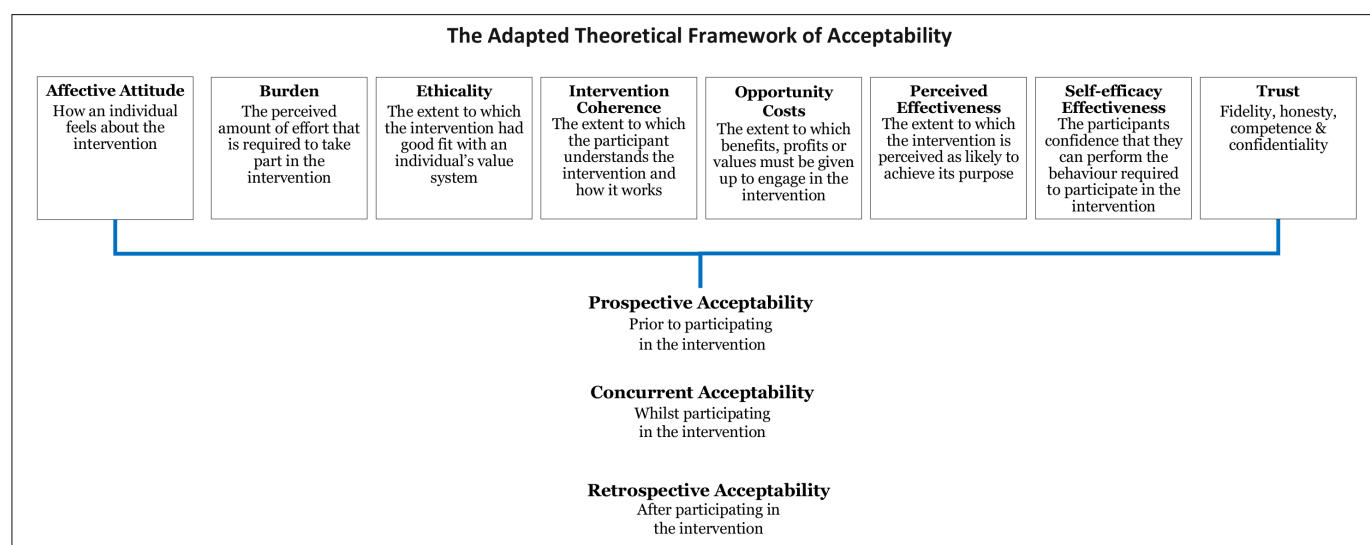 The Adapted Theoretical Framework of Acceptability
Affective Attitude
How an individual
feels about the
intervention
Burden
The perceived
amount of effort that
is required to take
part in the
intervention
Ethicality
The extent to which
the intervention had
good fit with an
individual's value
system
Intervention
Coherence
The extent to which
the participant
understands the
intervention and
how it works
Opportunity
Costs
The extent to which
benefits, profits or
values must be given
up to engage in the
intervention
Perceived
Effectiveness
The extent to which
the intervention is
perceived as likely to
achieve its purpose
Self-efficacy
Effectiveness
The participants
confidence that they
can perform the
behaviour required
to participate in the
intervention
Trust
Fidelity, honesty,
competence &
confidentiality
Prospective Acceptability
Prior to participating
in the intervention
Concurrent Acceptability
Whilst participating
in the intervention
Retrospective Acceptability
After participating in
the intervention